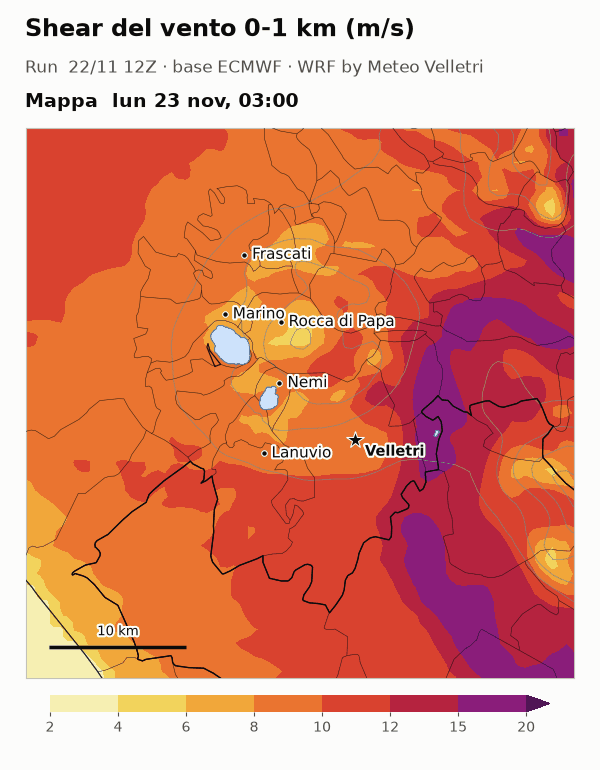 Shear del vento 0-1 km (m/s)
Run 22/11 12Z · base ECMWF · WRF by Meteo Velletri
Mappa lun 23 nov, 03:00
Frascati
Marino
Rocca di Papa
Nemi
Velletri
Lanuvio
10 km
2 4 6 8 10 12 15 20